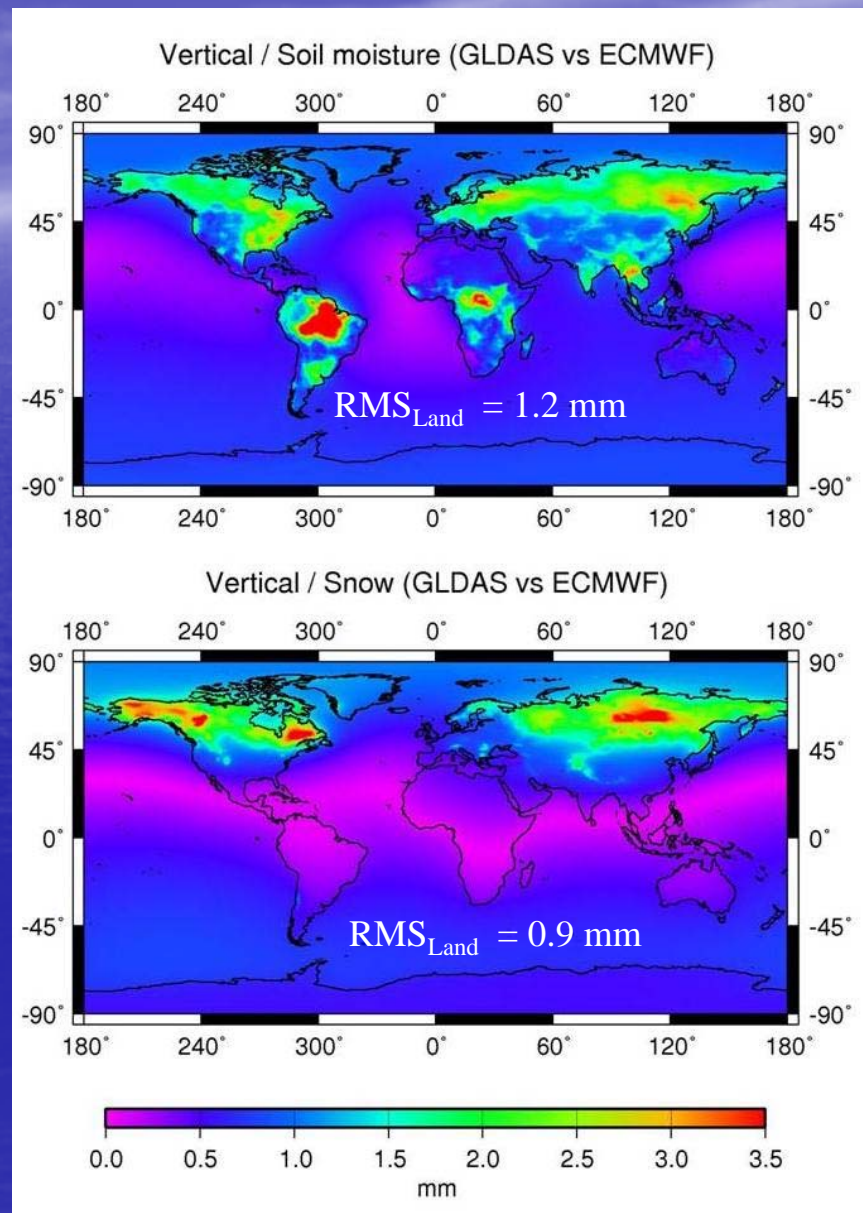 Vertical / Soil moisture (GLDAS vs ECMWF)
180° 240° 300° 0° 60° 120° 180°
90° 90°
45° 45°
0° 0°
-45° -45°
RMS_Land = 1.2 mm
-90° -90°
180° 240° 300° 0° 60° 120° 180°
Vertical / Snow (GLDAS vs ECMWF)
180° 240° 300° 0° 60° 120° 180°
90° 90°
45° 45°
0° 0°
-45° -45°
RMS_Land = 0.9 mm
-90° -90°
180° 240° 300° 0° 60° 120° 180°
0.0 0.5 1.0 1.5 2.0 2.5 3.0 3.5
mm